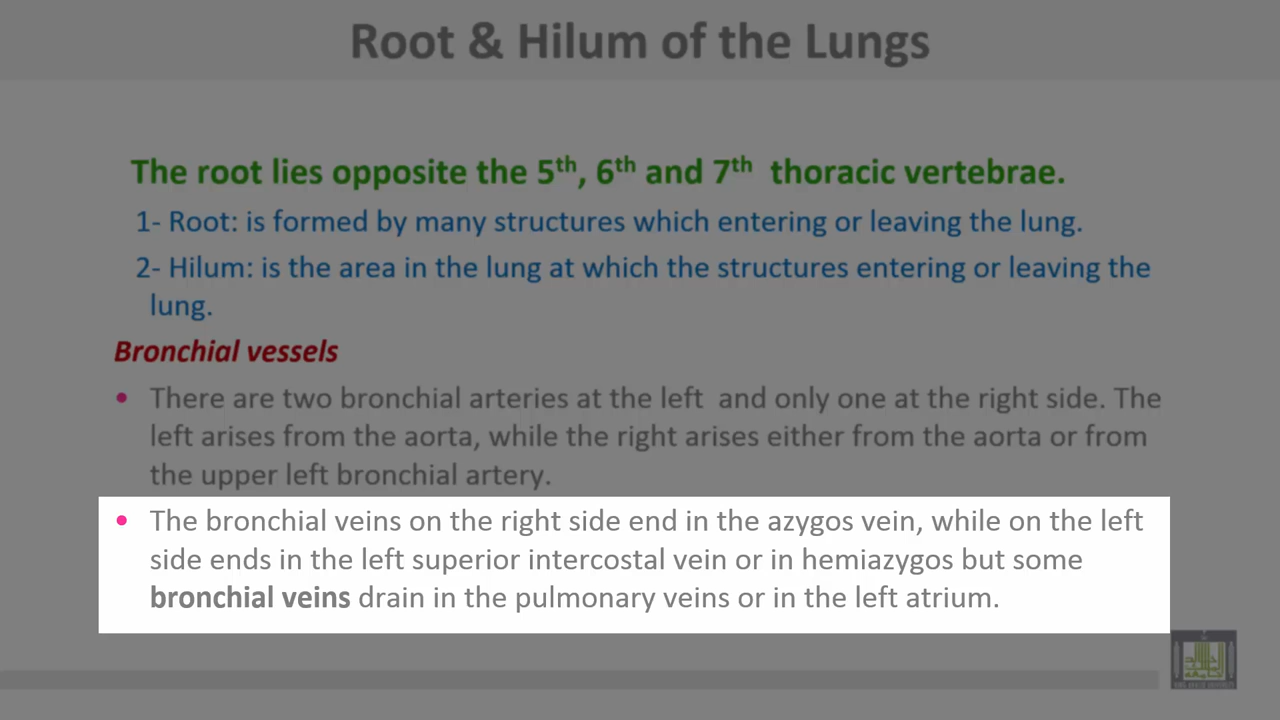 Root & Hilum of the Lungs
The root lies opposite the 5th, 6th and 7th thoracic vertebrae.
1- Root: is formed by many structures which entering or leaving the lung.
2- Hilum: is the area in the lung at which the structures entering or leaving the
lung.
Bronchial vessels
• There are two bronchial arteries at the left and only one at the right side. The
left arises from the aorta, while the right arises either from the aorta or from
the upper left bronchial artery.
• The bronchial veins on the right side end in the azygos vein, while on the left
side ends in the left superior intercostal vein or in hemiazygos but some
bronchial veins drain in the pulmonary veins or in the left atrium.